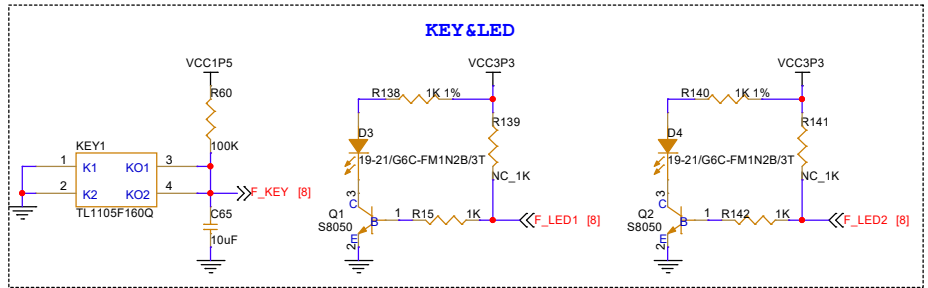 KEY&LED
VCC1P5
R60
100K
KEY1
1 K1 KO1 3
2 K2 KO2 4
TL1105F160Q
F_KEY [8]
C65
10uF
VCC3P3
R138 1K 1%
R139
D3
19-21/G6C-FM1N2B/3T
NC_1K
3
C
Q1
S8050
B 1 R15 1K
F_LED1 [8]
E
2
VCC3P3
R140 1K 1%
R141
D4
19-21/G6C-FM1N2B/3T
NC_1K
3
C
Q2
S8050
B 1 R142 1K
F_LED2 [8]
E
2